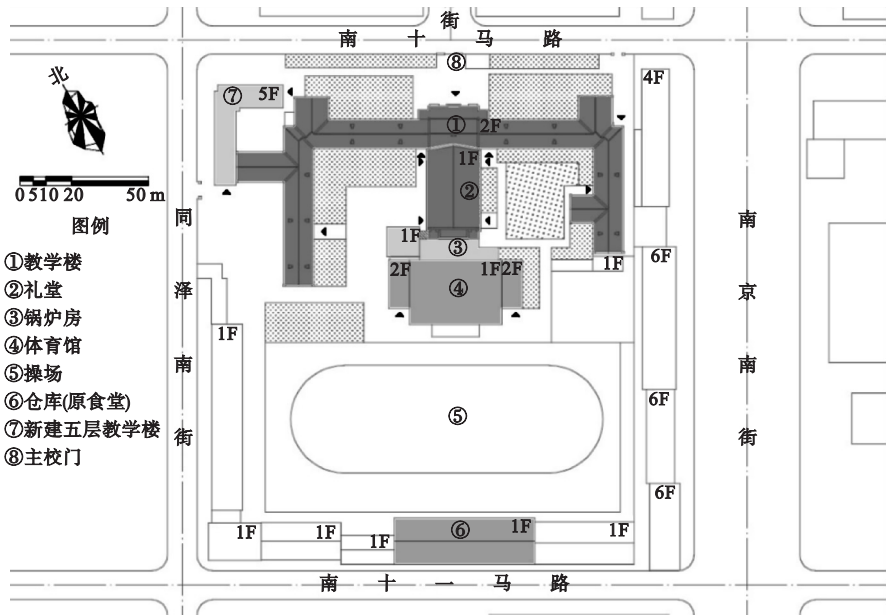 街
南十马路
北
⑧
⑦ 5F
4F
① 2F
1F
②
0 5 10 20 50 m
图例
①教学楼
②礼堂
③锅炉房
④体育馆
⑤操场
⑥仓库(原食堂)
⑦新建五层教学楼
⑧主校门
同泽南街
南京南街
1F
③
2F
1F 2F
④
1F
6F
1F
⑤
6F
6F
1F
1F
1F
⑥ 1F
1F
南十一马路